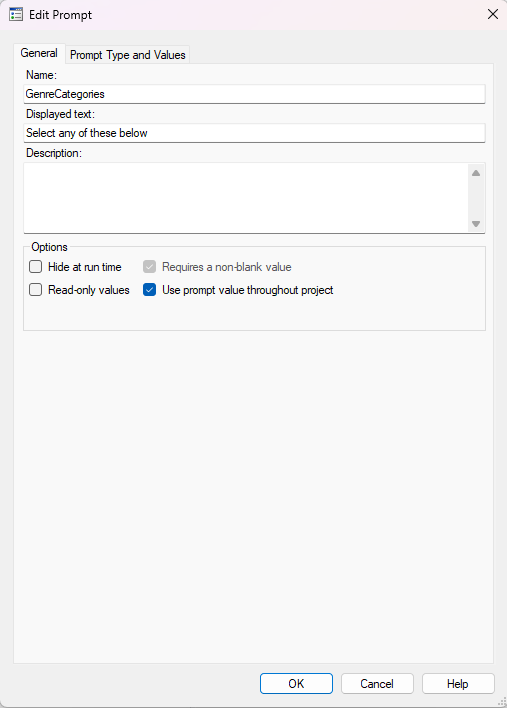 Edit Prompt
General Prompt Type and Values
Name:
GenreCategories
Displayed text:
Select any of these below
Description:
Options
Hide at run time Requires a non-blank value
Read-only values Use prompt value throughout project
OK Cancel Help